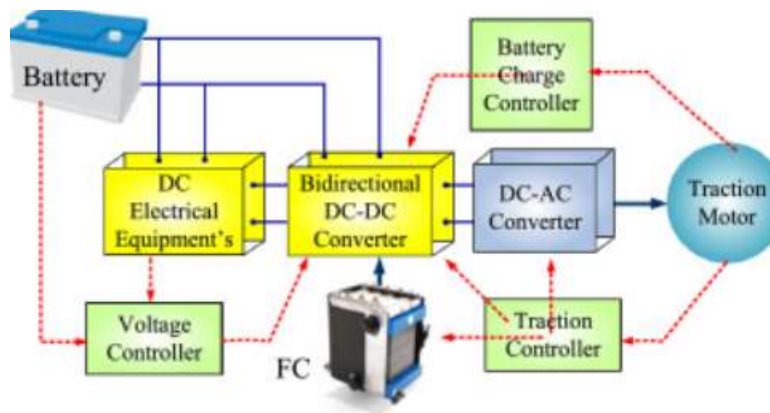 Battery
Battery
Charge
Controller
DC
Electrical
Equipment's
Bidirectional
DC-DC
Converter
DC-AC
Converter
Traction
Motor
Voltage
Controller
FC
Traction
Controller